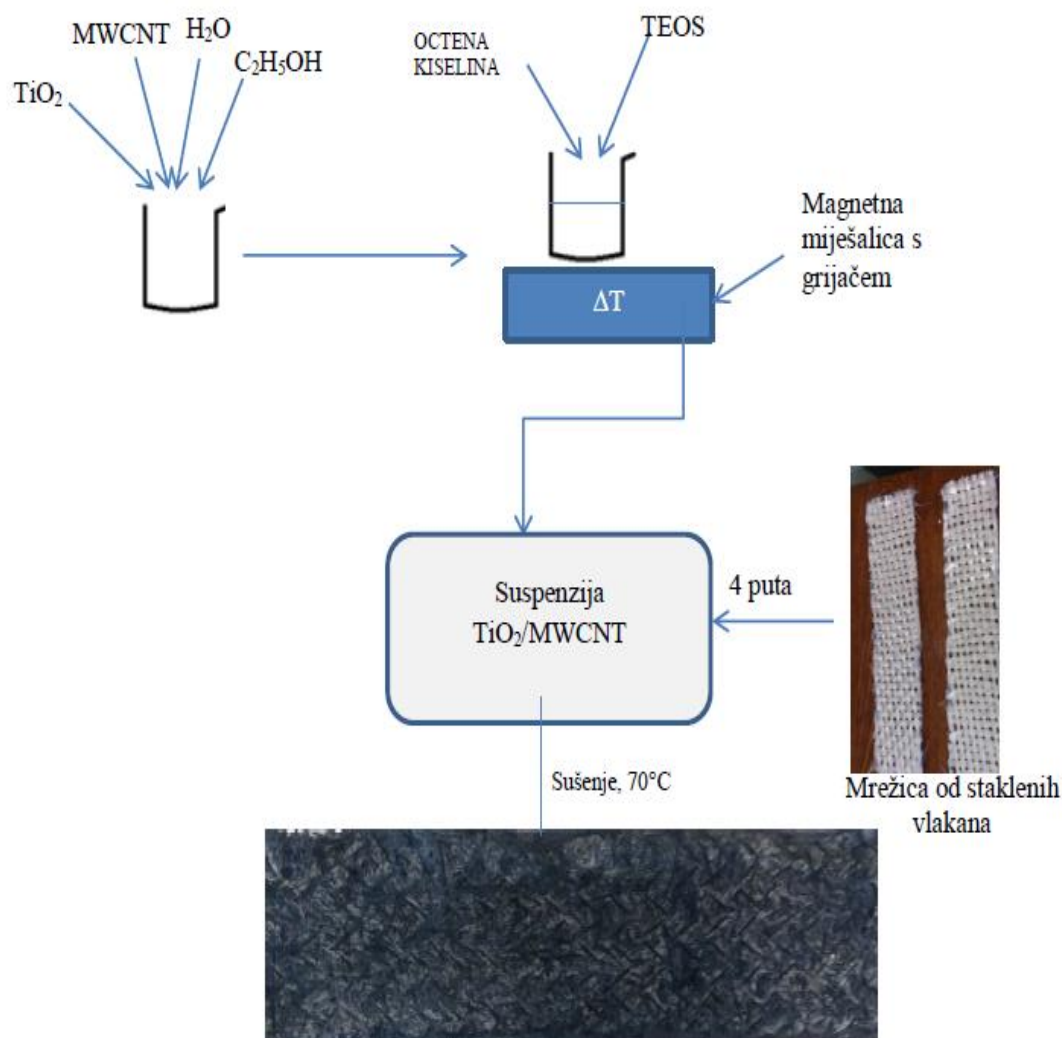 MWCNT
H₂O
C₂H₅OH
TiO₂
OCTENA
KISELINA
TEOS
Magnetna
miješalica s
grijačem
ΔT
Suspenzija
TiO₂/MWCNT
4 puta
Mrežica od staklenih
vlakana
Sušenje, 70°C